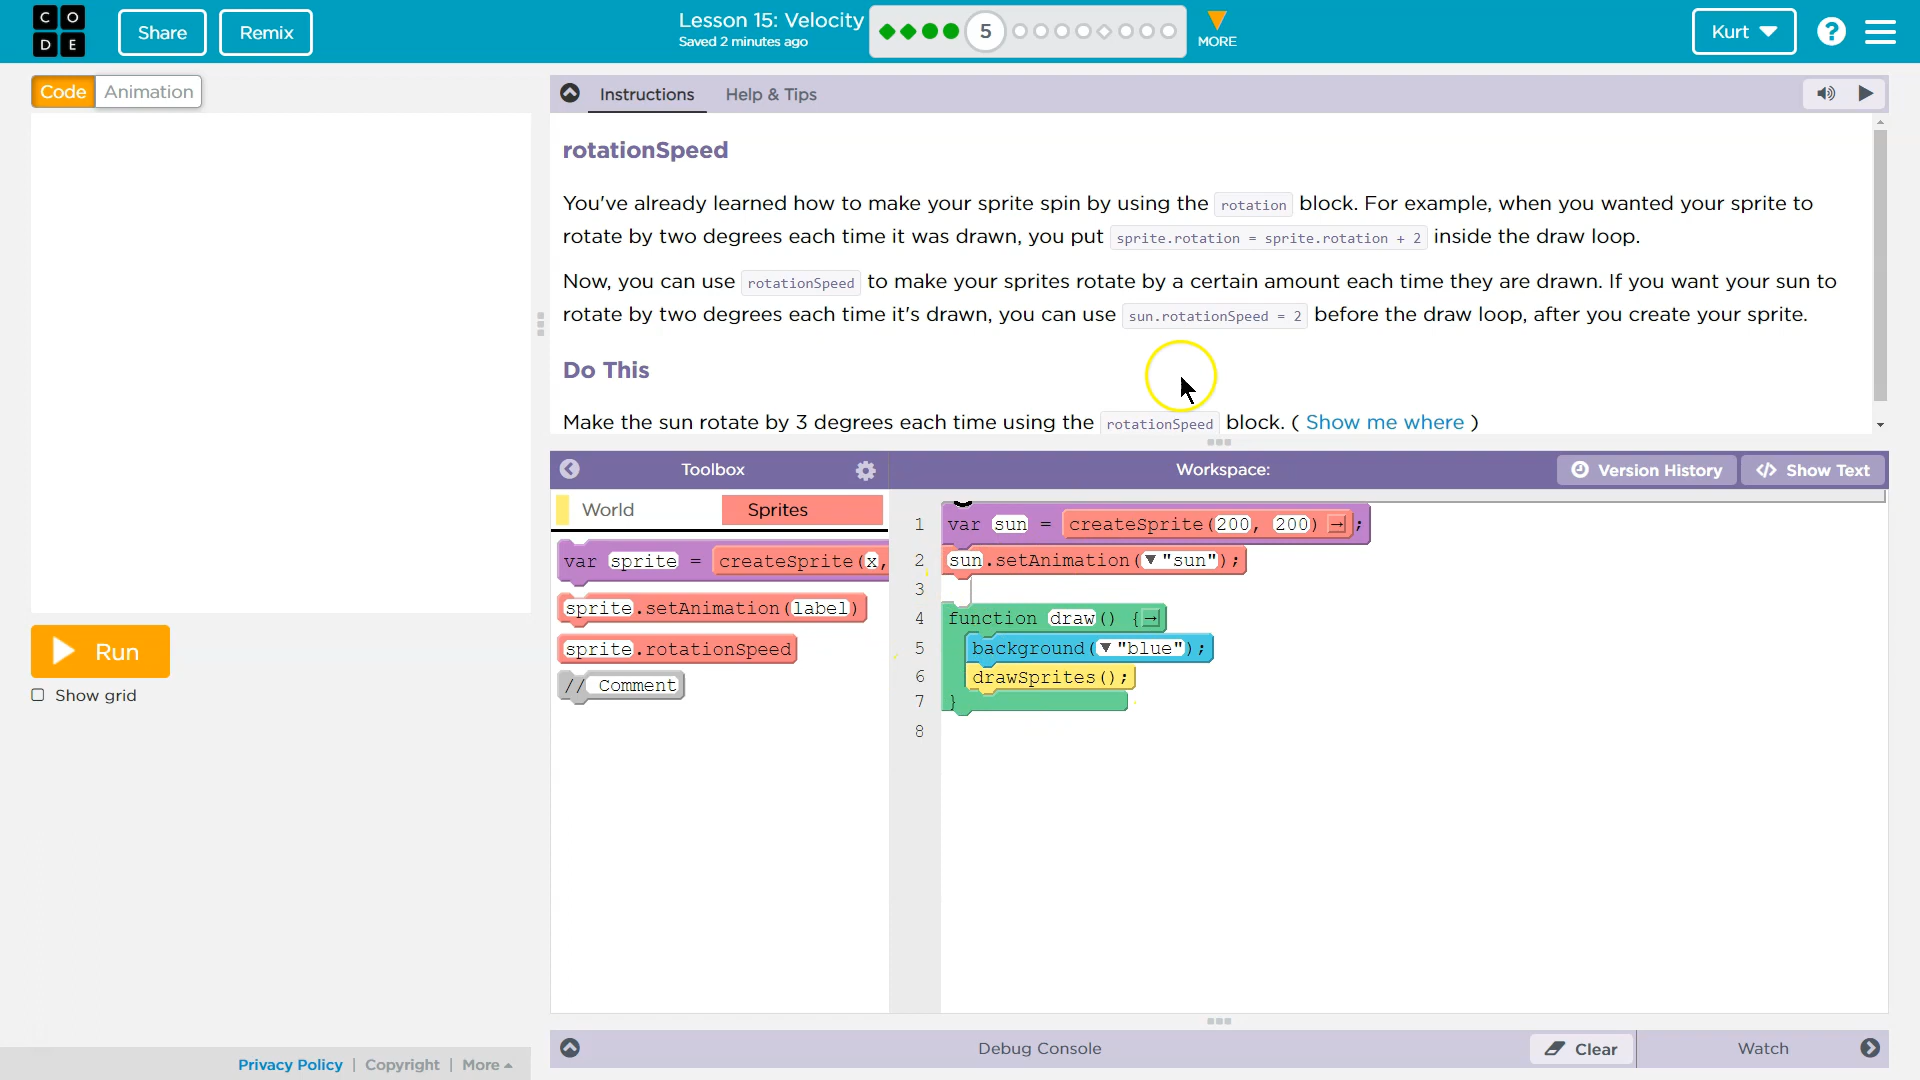 CODE
Share
Remix
Lesson 15: Velocity
Saved 2 minutes ago
5
MORE
Kurt
?
Code
Animation
Instructions
Help & Tips
rotationSpeed
You've already learned how to make your sprite spin by using the rotation block. For example, when you wanted your sprite to
rotate by two degrees each time it was drawn, you put sprite.rotation = sprite.rotation + 2 inside the draw loop.
Now, you can use rotationSpeed to make your sprites rotate by a certain amount each time they are drawn. If you want your sun to
rotate by two degrees each time it's drawn, you can use sun.rotationSpeed = 2 before the draw loop, after you create your sprite.
Do This
Make the sun rotate by 3 degrees each time using the rotationSpeed block. ( Show me where )
Toolbox
Workspace:
Version History
</> Show Text
World
Sprites
var sprite = createSprite(x,
sprite.setAnimation(label)
sprite.rotationSpeed
// Comment
1 var sun = createSprite(200, 200);
2 sun.setAnimation("sun");
3
4 function draw() {
5 background("blue");
6 drawSprites();
7 }
8
Run
Show grid
Privacy Policy | Copyright | More
Debug Console
Clear
Watch